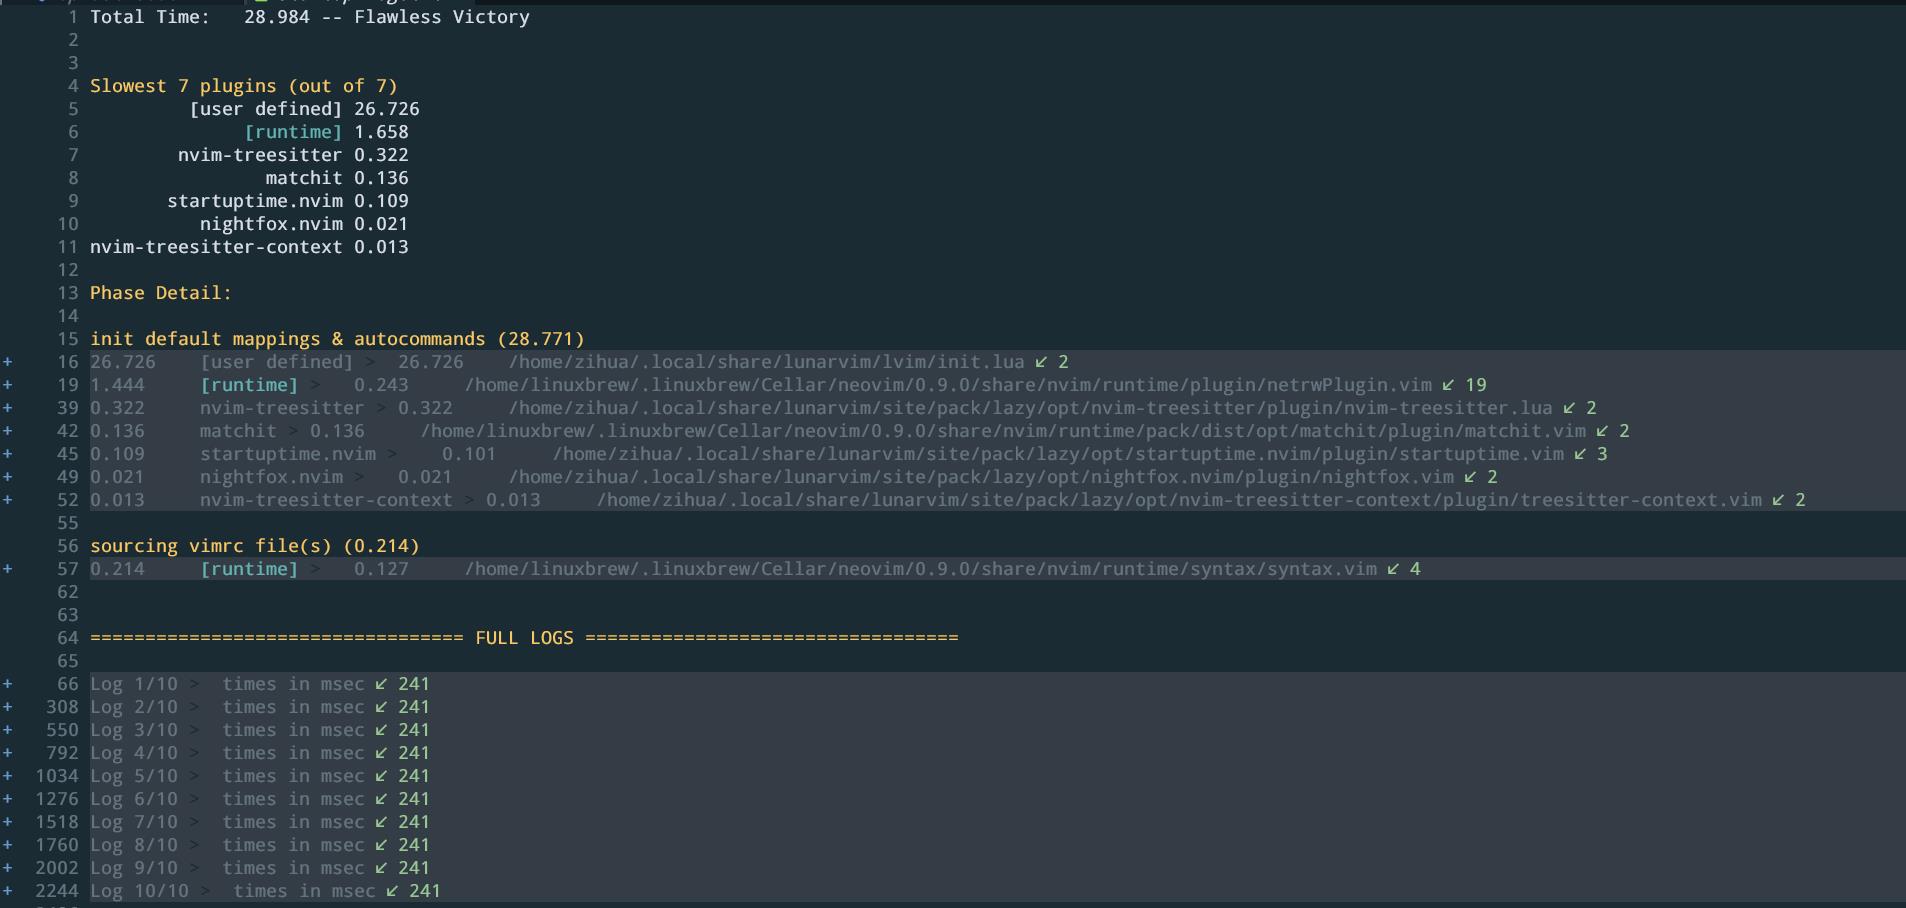 1 Total Time:   28.984 -- Flawless Victory
2
3
4 Slowest 7 plugins (out of 7)
5 [user defined] 26.726
6 [runtime] 1.658
7 nvim-treesitter 0.322
8 matchit 0.136
9 startuptime.nvim 0.109
10 nightfox.nvim 0.021
11 nvim-treesitter-context 0.013
12
13 Phase Detail:
14
15 init default mappings & autocommands (28.771)
+ 16 26.726 [user defined] > 26.726 /home/zihua/.local/share/lunarvim/lvim/init.lua ↙ 2
+ 19 1.444 [runtime] > 0.243 /home/linuxbrew/.linuxbrew/Cellar/neovim/0.9.0/share/nvim/runtime/plugin/netrwPlugin.vim ↙ 19
+ 39 0.322 nvim-treesitter > 0.322 /home/zihua/.local/share/lunarvim/site/pack/lazy/opt/nvim-treesitter/plugin/nvim-treesitter.lua ↙ 2
+ 42 0.136 matchit > 0.136 /home/linuxbrew/.linuxbrew/Cellar/neovim/0.9.0/share/nvim/runtime/pack/dist/opt/matchit/plugin/matchit.vim ↙ 2
+ 45 0.109 startuptime.nvim > 0.101 /home/zihua/.local/share/lunarvim/site/pack/lazy/opt/startuptime.nvim/plugin/startuptime.vim ↙ 3
+ 49 0.021 nightfox.nvim > 0.021 /home/zihua/.local/share/lunarvim/site/pack/lazy/opt/nightfox.nvim/plugin/nightfox.vim ↙ 2
+ 52 0.013 nvim-treesitter-context > 0.013 /home/zihua/.local/share/lunarvim/site/pack/lazy/opt/nvim-treesitter-context/plugin/treesitter-context.vim ↙ 2
55
56 sourcing vimrc file(s) (0.214)
+ 57 0.214 [runtime] > 0.127 /home/linuxbrew/.linuxbrew/Cellar/neovim/0.9.0/share/nvim/runtime/syntax/syntax.vim ↙ 4
62
63
64 ================================== FULL LOGS ==================================
65
+ 66 Log 1/10 > times in msec ↙ 241
+ 308 Log 2/10 > times in msec ↙ 241
+ 550 Log 3/10 > times in msec ↙ 241
+ 792 Log 4/10 > times in msec ↙ 241
+ 1034 Log 5/10 > times in msec ↙ 241
+ 1276 Log 6/10 > times in msec ↙ 241
+ 1518 Log 7/10 > times in msec ↙ 241
+ 1760 Log 8/10 > times in msec ↙ 241
+ 2002 Log 9/10 > times in msec ↙ 241
+ 2244 Log 10/10 > times in msec ↙ 241